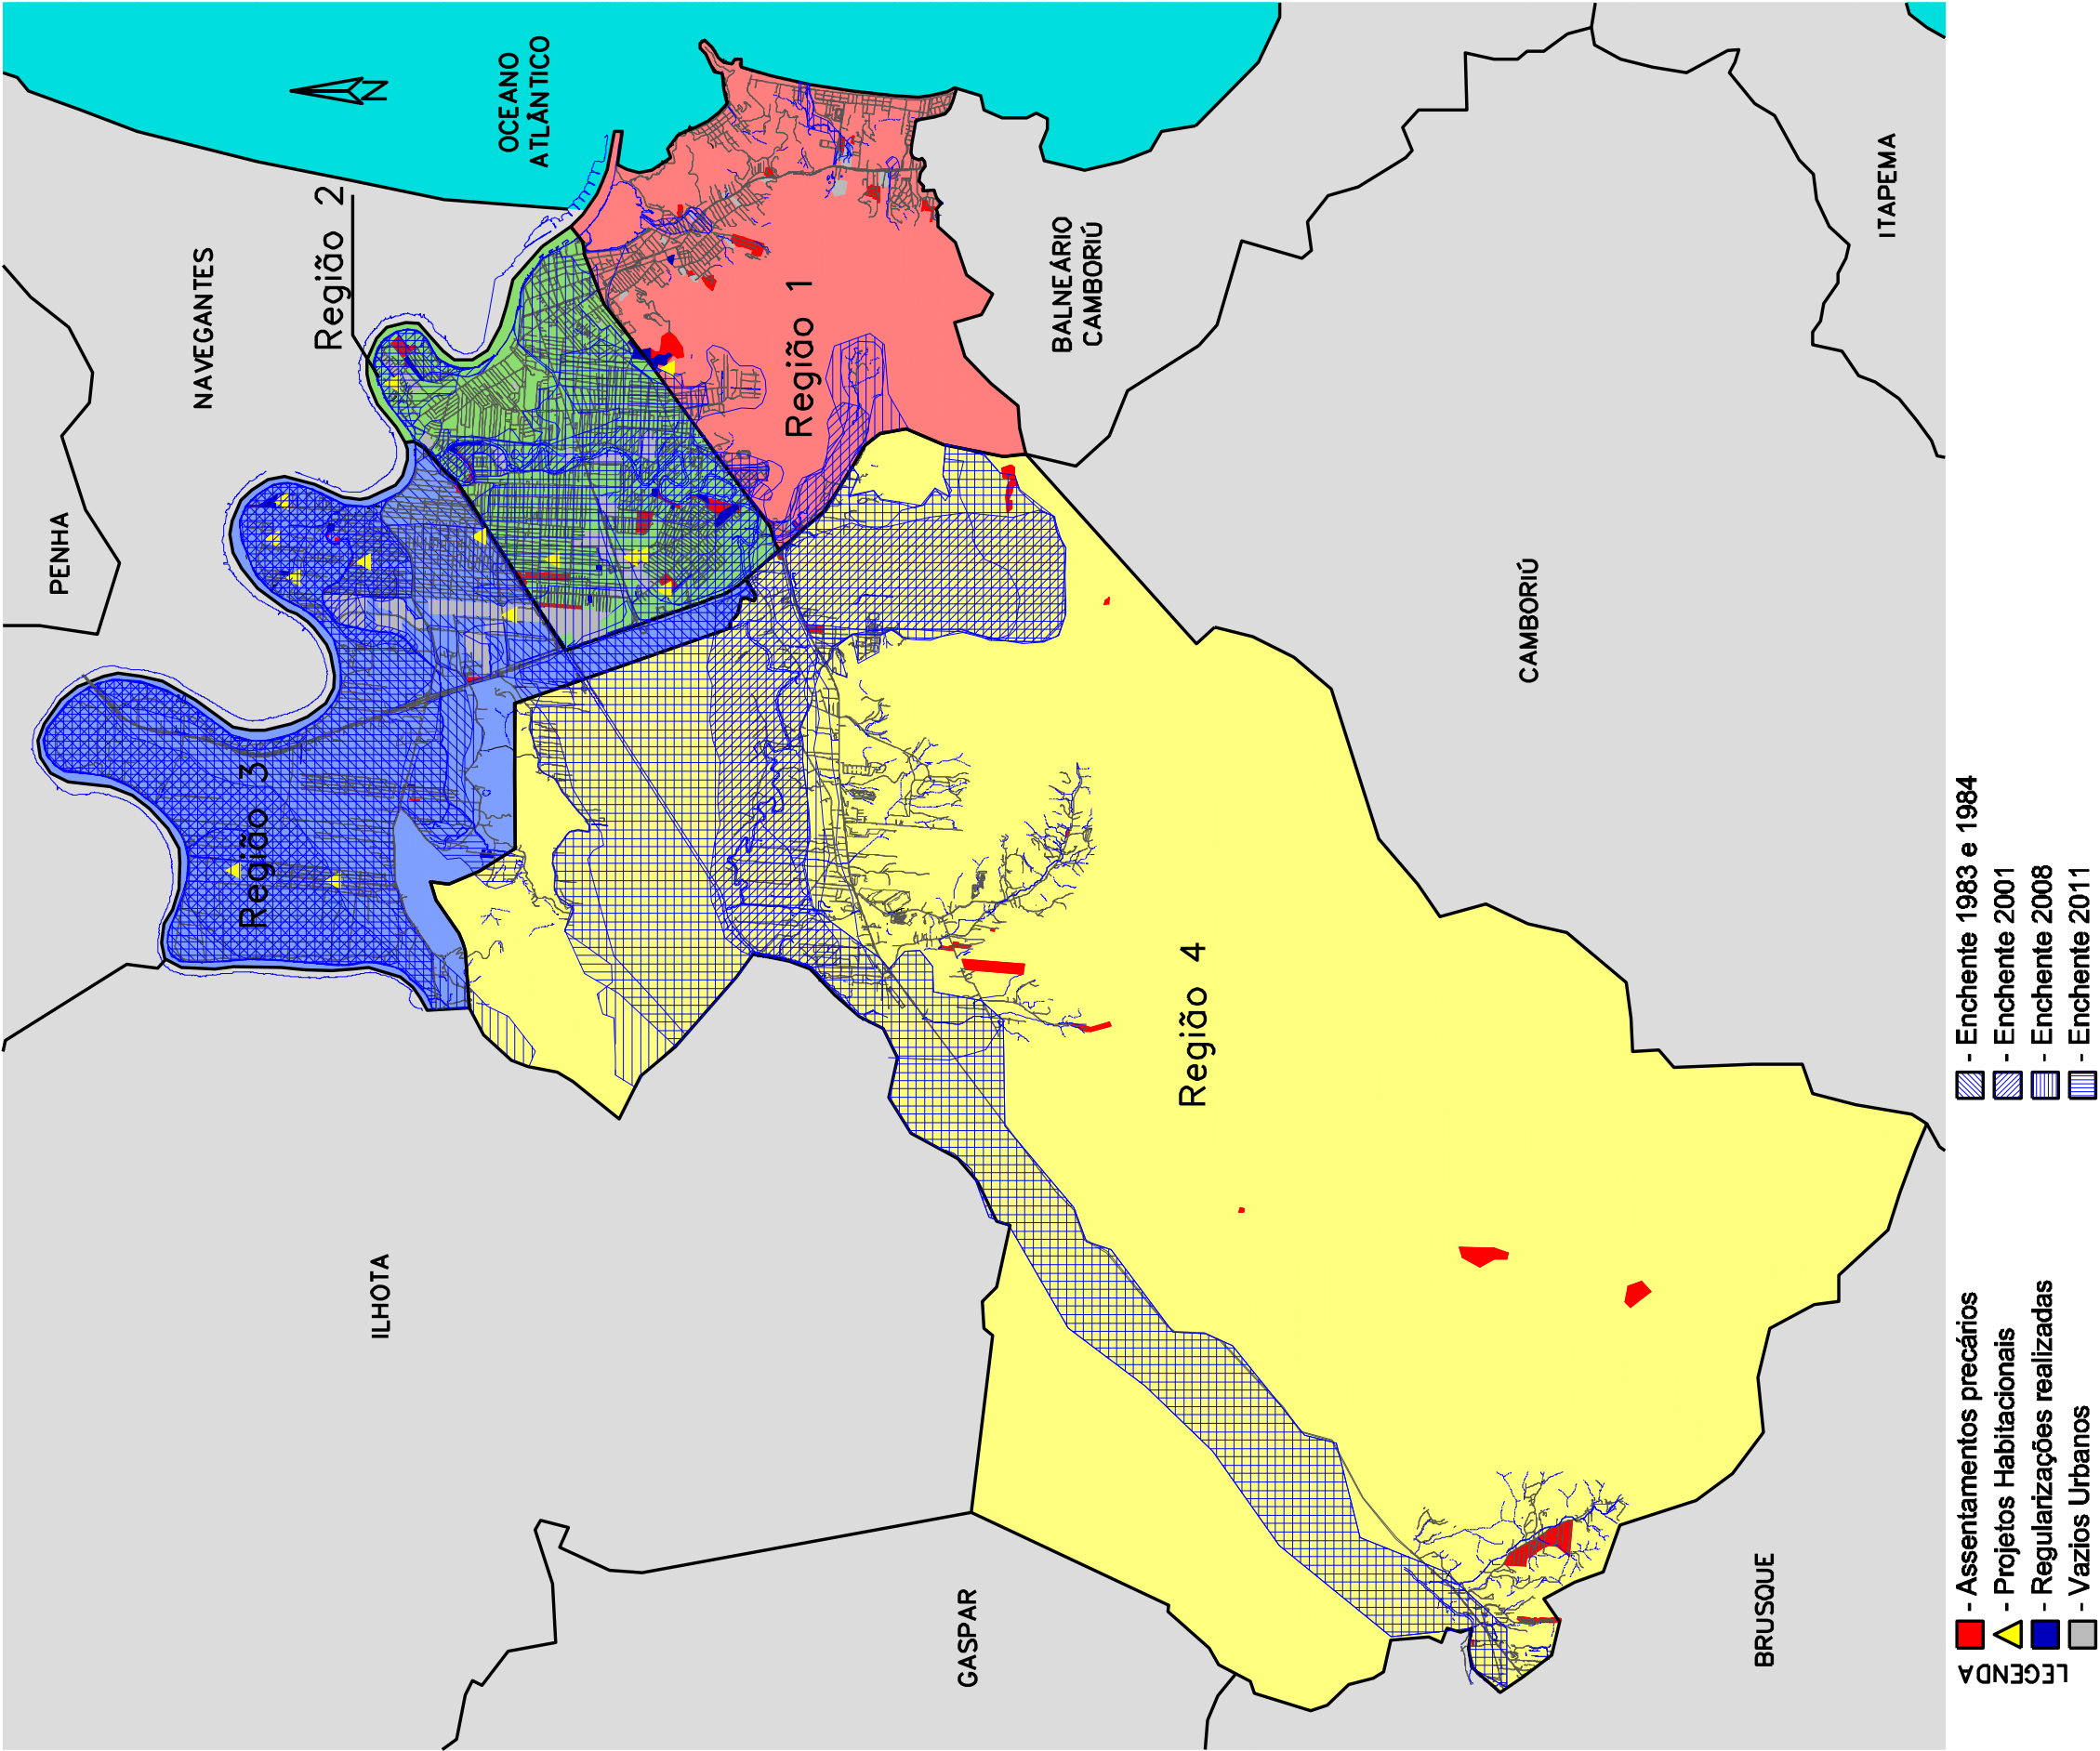 PENHA
NAVEGANTES
Região 2
OCEANO
ATLÂNTICO
N
Região 3
Região 1
BALNEÁRIO
CAMBORIÚ
ITAPEMA
CAMBORIÚ
ILHOTA
Região 4
GASPAR
BRUSQUE
LEGENDA
- Assentamentos precários
- Projetos Habitacionais
- Regularizações realizadas
- Vazios Urbanos
- Enchente 1983 e 1984
- Enchente 2001
- Enchente 2008
- Enchente 2011